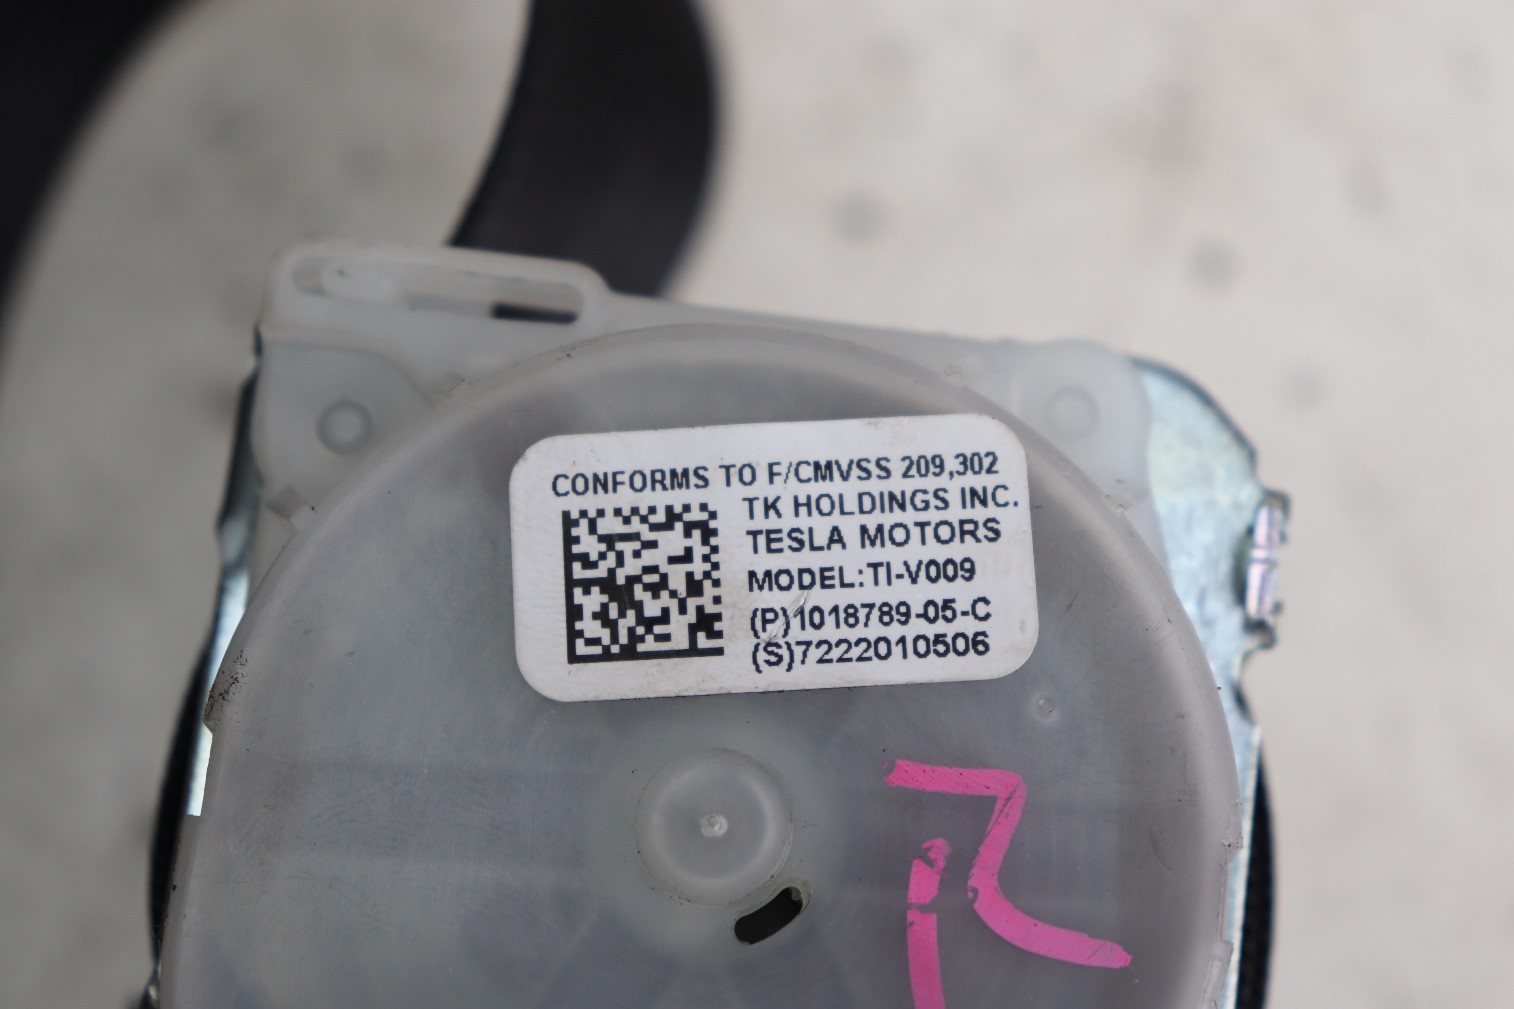 CONFORMS TO F/CMVSS 209,302
TK HOLDINGS INC.
TESLA MOTORS
MODEL:TI-V009
(P)1018789-05-C
(S)7222010506